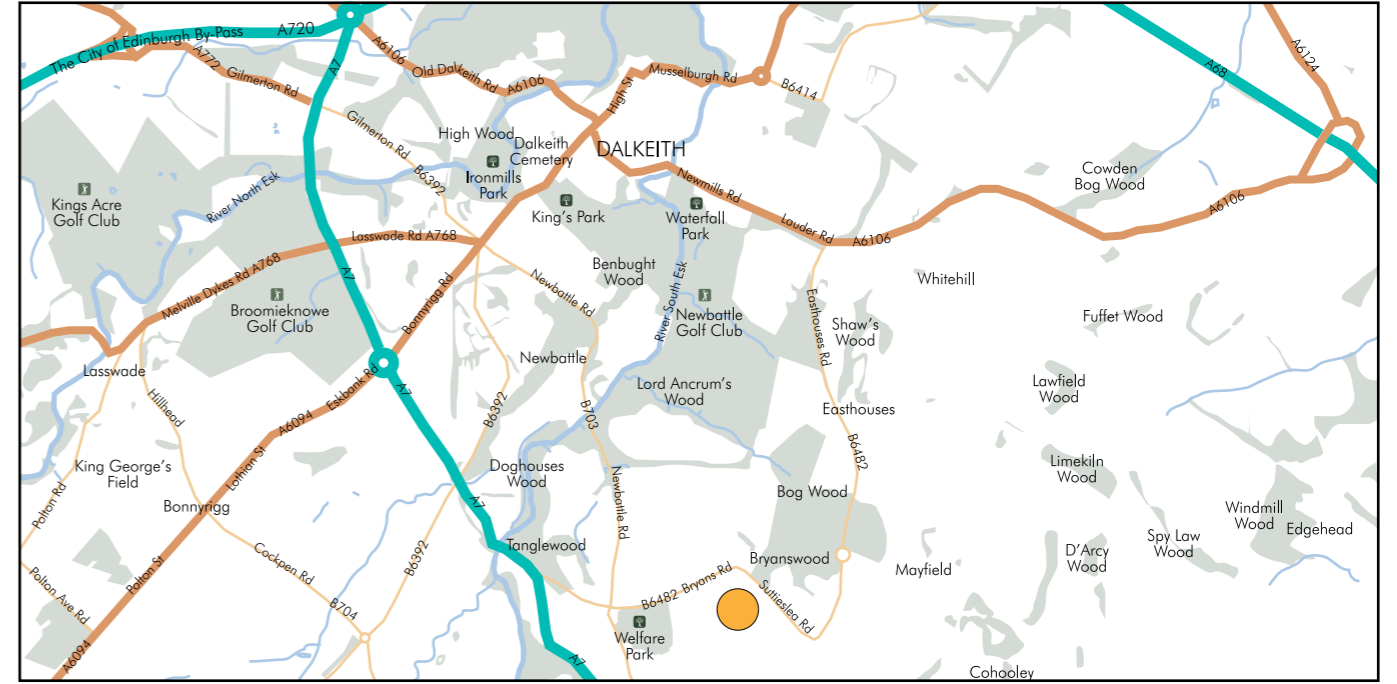 The City of Edinburgh By-Pass
A720
A7
A6106
Old Dalkeith Rd
A6106
High St
Musselburgh Rd
B6414
A68
A6124
A772
Gilmerton Rd
Gilmerton Rd
B6392
High Wood
Dalkeith
Cemetery
DALKEITH
Ironmills
Park
Kings Acre
Golf Club
River North Esk
King's Park
Newmills Rd
Waterfall
Park
Lauder Rd
A6106
Cowden
Bog Wood
A6106
Lasswade Rd A768
Melville Dykes Rd A768
A7
Broomieknowe
Golf Club
Bonnyrigg Rd
Newbattle Rd
Benbught
Wood
River South Esk
Newbattle
Golf Club
Easthouses Rd
Shaw's
Wood
Whitehill
Fuffet Wood
Lasswade
Hillhead
Eskbank Rd
A7
A6094
Newbattle
B6392
B703
Lord Ancrum's
Wood
Easthouses
Lawfield
Wood
King George's
Field
Lothian St
Bonnyrigg
Polton Rd
Doghouses
Wood
A7
Newbattle Rd
B6482
Bog Wood
Limekiln
Wood
Windmill
Wood
Edgehead
Spy Law
Wood
D'Arcy
Wood
Tanglewood
Bryanswood
Mayfield
Cockpen Rd
B704
B6392
Polton St
Polton Ave Rd
A6094
B6482 Bryans Rd
Suttieslea Rd
Welfare
Park
A7
Cohooley